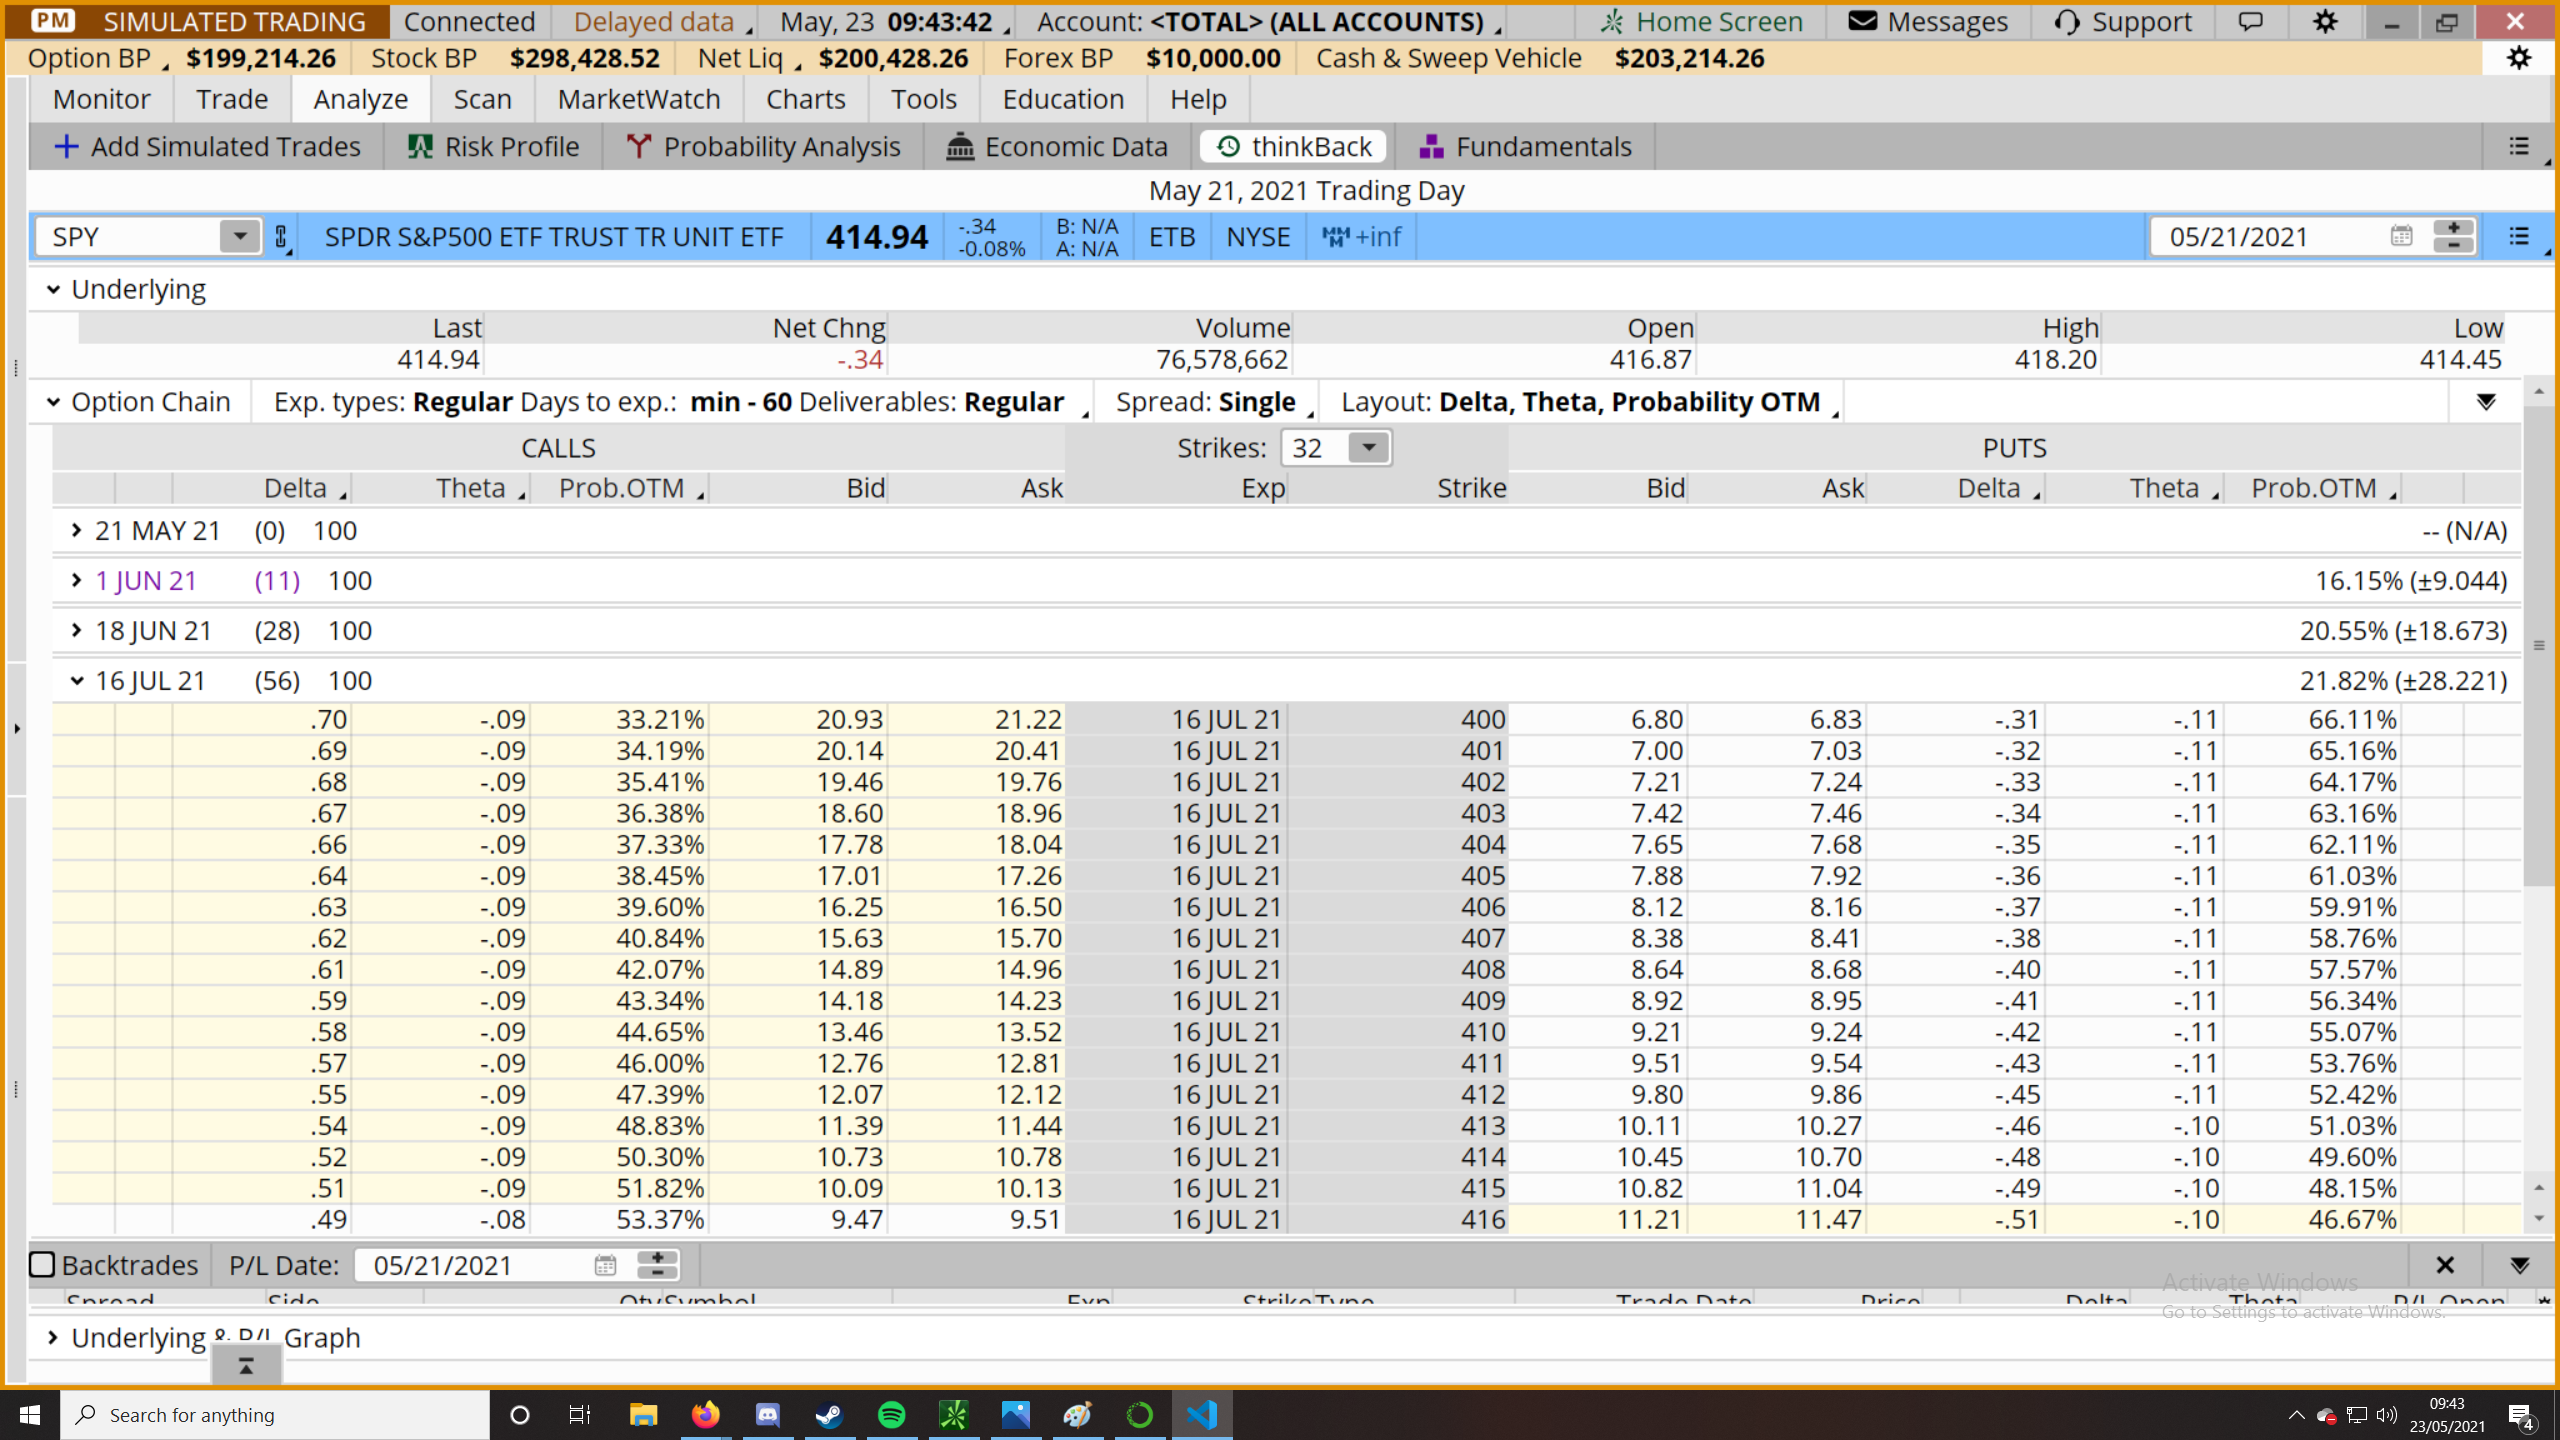 PM SIMULATED TRADING Connected Delayed data May, 23 09:43:42 Account: <TOTAL> (ALL ACCOUNTS) Home Screen Messages Support
Option BP $199,214.26 Stock BP $298,428.52 Net Liq $200,428.26 Forex BP $10,000.00 Cash & Sweep Vehicle $203,214.26
Monitor Trade Analyze Scan MarketWatch Charts Tools Education Help
Add Simulated Trades Risk Profile Probability Analysis Economic Data thinkBack Fundamentals
May 21, 2021 Trading Day
SPY SPDR S&P500 ETF TRUST TR UNIT ETF 414.94 -.34 B: N/A ETB NYSE +inf 05/21/2021
-0.08% A: N/A
Underlying
Last Net Chng Volume Open High Low
414.94 -.34 76,578,662 416.87 418.20 414.45
Option Chain Exp. types: Regular Days to exp.: min - 60 Deliverables: Regular Spread: Single Layout: Delta, Theta, Probability OTM
CALLS Strikes: 32 PUTS
Delta Theta Prob.OTM Bid Ask Exp Strike Bid Ask Delta Theta Prob.OTM
21 MAY 21 (0) 100 -- (N/A)
1 JUN 21 (11) 100 16.15% (±9.044)
18 JUN 21 (28) 100 20.55% (±18.673)
16 JUL 21 (56) 100 21.82% (±28.221)
.70 -.09 33.21% 20.93 21.22 16 JUL 21 400 6.80 6.83 -.31 -.11 66.11%
.69 -.09 34.19% 20.14 20.41 16 JUL 21 401 7.00 7.03 -.32 -.11 65.16%
.68 -.09 35.41% 19.46 19.76 16 JUL 21 402 7.21 7.24 -.33 -.11 64.17%
.67 -.09 36.38% 18.60 18.96 16 JUL 21 403 7.42 7.46 -.34 -.11 63.16%
.66 -.09 37.33% 17.78 18.04 16 JUL 21 404 7.65 7.68 -.35 -.11 62.11%
.64 -.09 38.45% 17.01 17.26 16 JUL 21 405 7.88 7.92 -.36 -.11 61.03%
.63 -.09 39.60% 16.25 16.50 16 JUL 21 406 8.12 8.16 -.37 -.11 59.91%
.62 -.09 40.84% 15.63 15.70 16 JUL 21 407 8.38 8.41 -.38 -.11 58.76%
.61 -.09 42.07% 14.89 14.96 16 JUL 21 408 8.64 8.68 -.40 -.11 57.57%
.59 -.09 43.34% 14.18 14.23 16 JUL 21 409 8.92 8.95 -.41 -.11 56.34%
.58 -.09 44.65% 13.46 13.52 16 JUL 21 410 9.21 9.24 -.42 -.11 55.07%
.57 -.09 46.00% 12.76 12.81 16 JUL 21 411 9.51 9.54 -.43 -.11 53.76%
.55 -.09 47.39% 12.07 12.12 16 JUL 21 412 9.80 9.86 -.45 -.11 52.42%
.54 -.09 48.83% 11.39 11.44 16 JUL 21 413 10.11 10.27 -.46 -.10 51.03%
.52 -.09 50.30% 10.73 10.78 16 JUL 21 414 10.45 10.70 -.48 -.10 49.60%
.51 -.09 51.82% 10.09 10.13 16 JUL 21 415 10.82 11.04 -.49 -.10 48.15%
.49 -.08 53.37% 9.47 9.51 16 JUL 21 416 11.21 11.47 -.51 -.10 46.67%
Backtrades P/L Date: 05/21/2021
Activate Windows
Spread Side Qty Symbol Exp Strike Type Trade Date Price Delta Theta P/L Open
Go to Settings to activate Windows.
Underlying & P/L Graph
Search for anything 09:43
23/05/2021 4